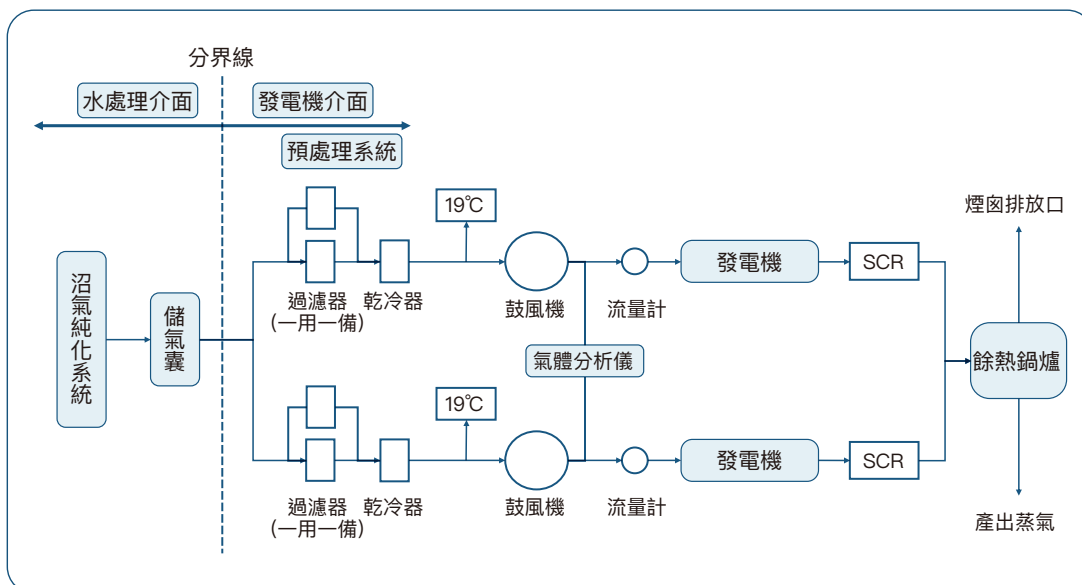 分界線
水處理介面
發電機介面
預處理系統
沼氣純化系統
儲氣囊
19℃
過濾器
(一用一備)
乾冷器
鼓風機
流量計
發電機
SCR
煙囪排放口
氣體分析儀
餘熱鍋爐
19℃
過濾器
(一用一備)
乾冷器
鼓風機
流量計
發電機
SCR
產出蒸氣